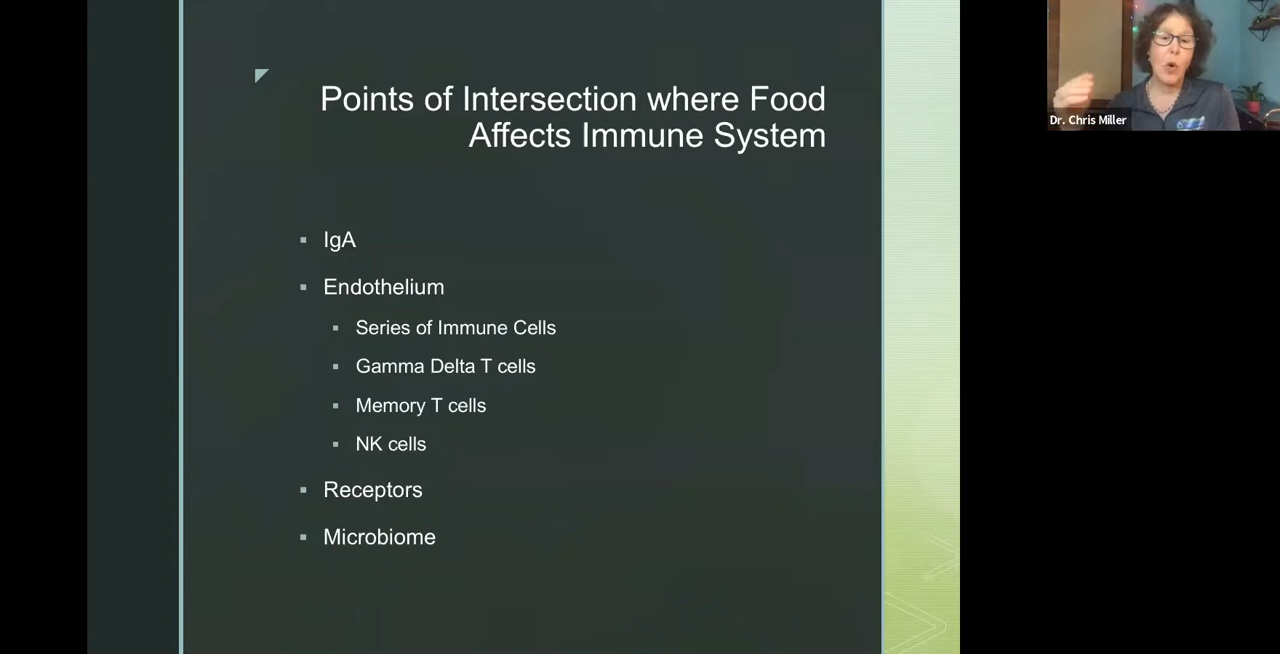 Points of Intersection where Food
Affects Immune System
IgA
Endothelium
Series of Immune Cells
Gamma Delta T cells
Memory T cells
NK cells
Receptors
Microbiome
Dr. Chris Miller